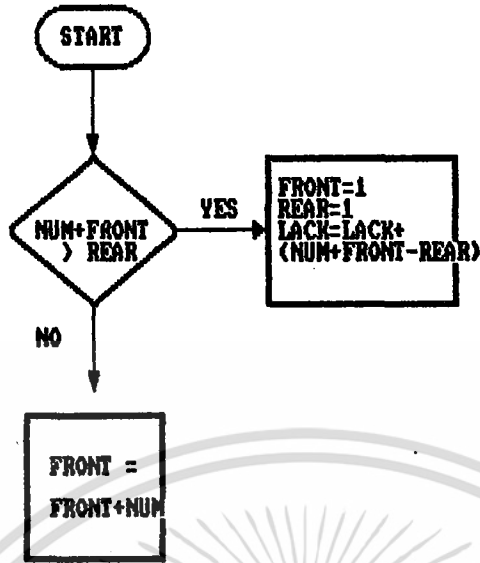 START
NUM+FRONT
> REAR
YES
FRONT=1
REAR=1
LACK=LACK+
(NUM+FRONT-REAR)
NO
FRONT =
FRONT+NUM